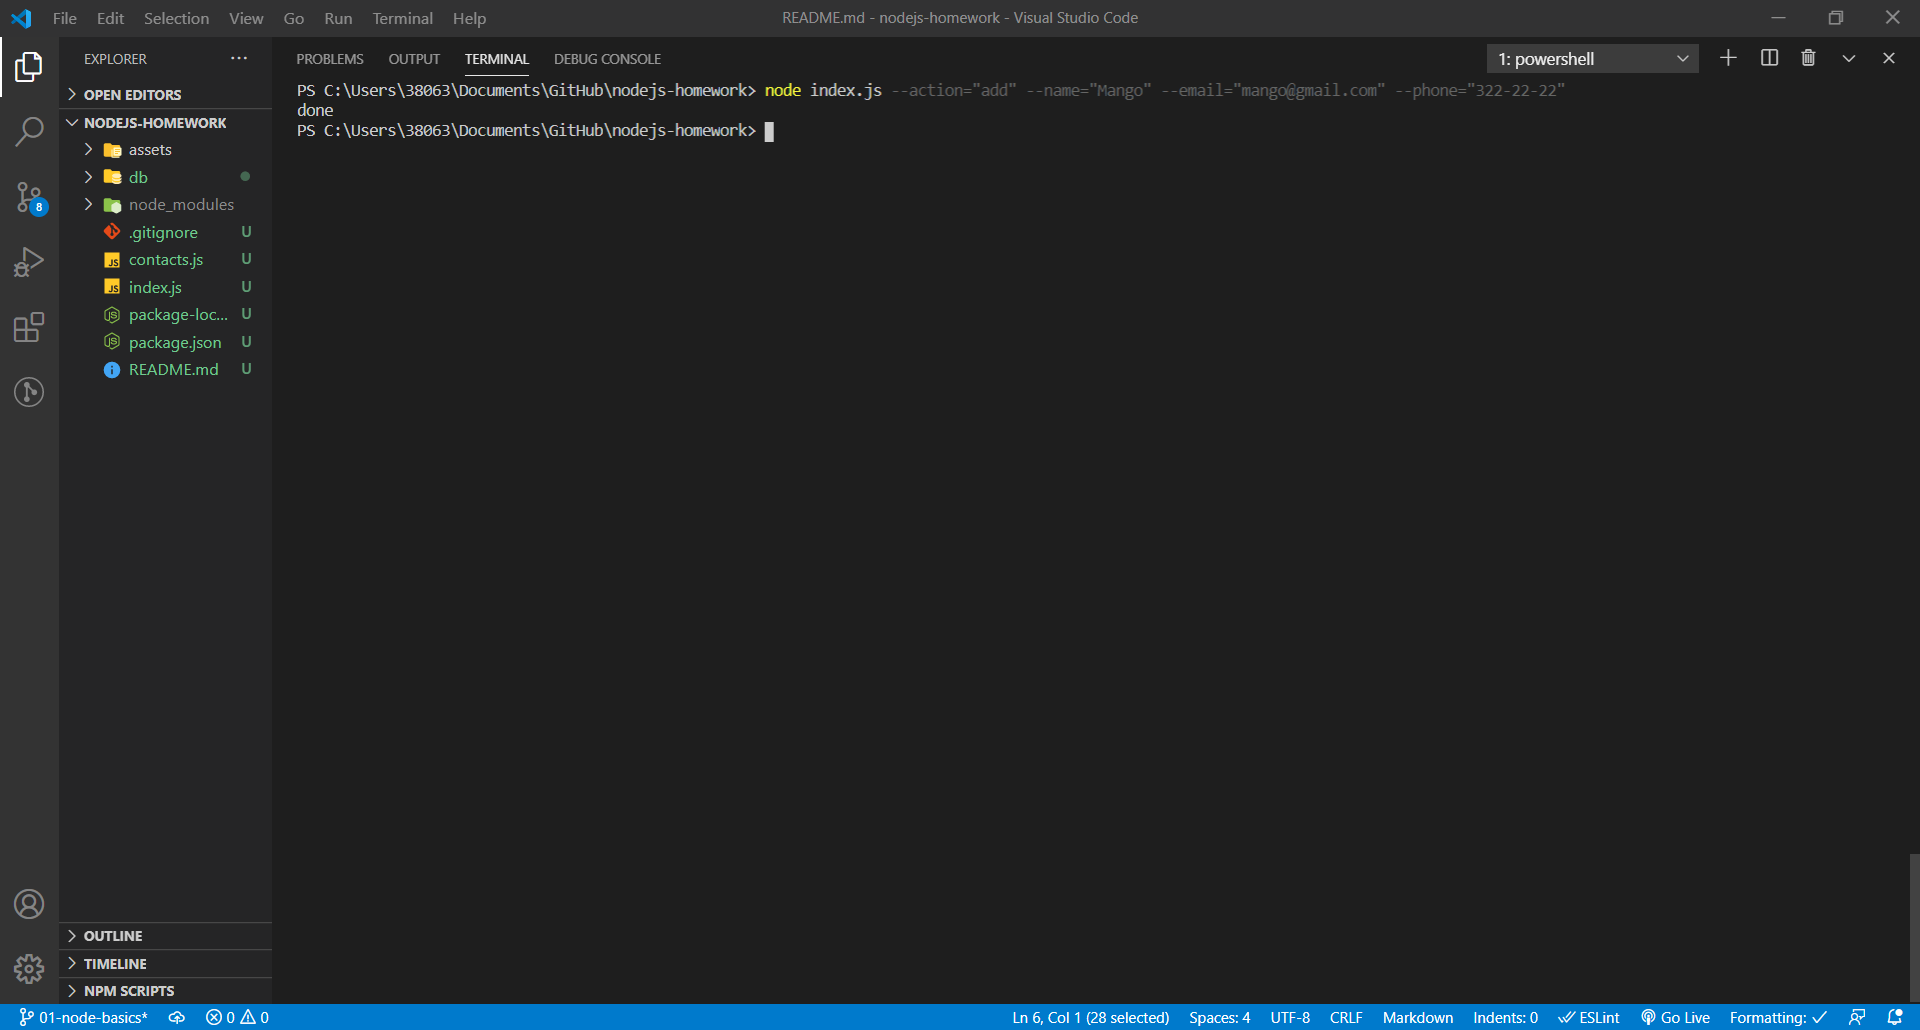 File Edit Selection View Go Run Terminal Help
README.md - nodejs-homework - Visual Studio Code
EXPLORER
OPEN EDITORS
NODEJS-HOMEWORK
assets
db
node_modules
.gitignore U
contacts.js U
index.js U
package-loc... U
package.json U
README.md U
8
OUTLINE
TIMELINE
NPM SCRIPTS
PROBLEMS OUTPUT TERMINAL DEBUG CONSOLE
1: powershell
PS C:\Users\38063\Documents\GitHub\nodejs-homework> node index.js --action="add" --name="Mango" --email="mango@gmail.com" --phone="322-22-22"
done
PS C:\Users\38063\Documents\GitHub\nodejs-homework>
01-node-basics* 0 0
Ln 6, Col 1 (28 selected) Spaces: 4 UTF-8 CRLF Markdown Indents: 0 ESLint Go Live Formatting: